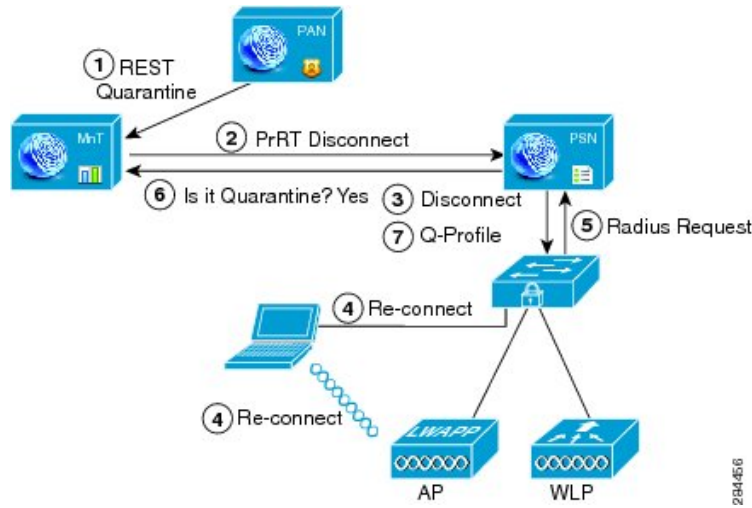 PAN
1 REST
Quarantine
MnT
2 PrRT Disconnect
PSN
6 Is it Quarantine? Yes
3 Disconnect
7 Q-Profile
5 Radius Request
4 Re-connect
4 Re-connect
LWAPP
AP
WLP
294456